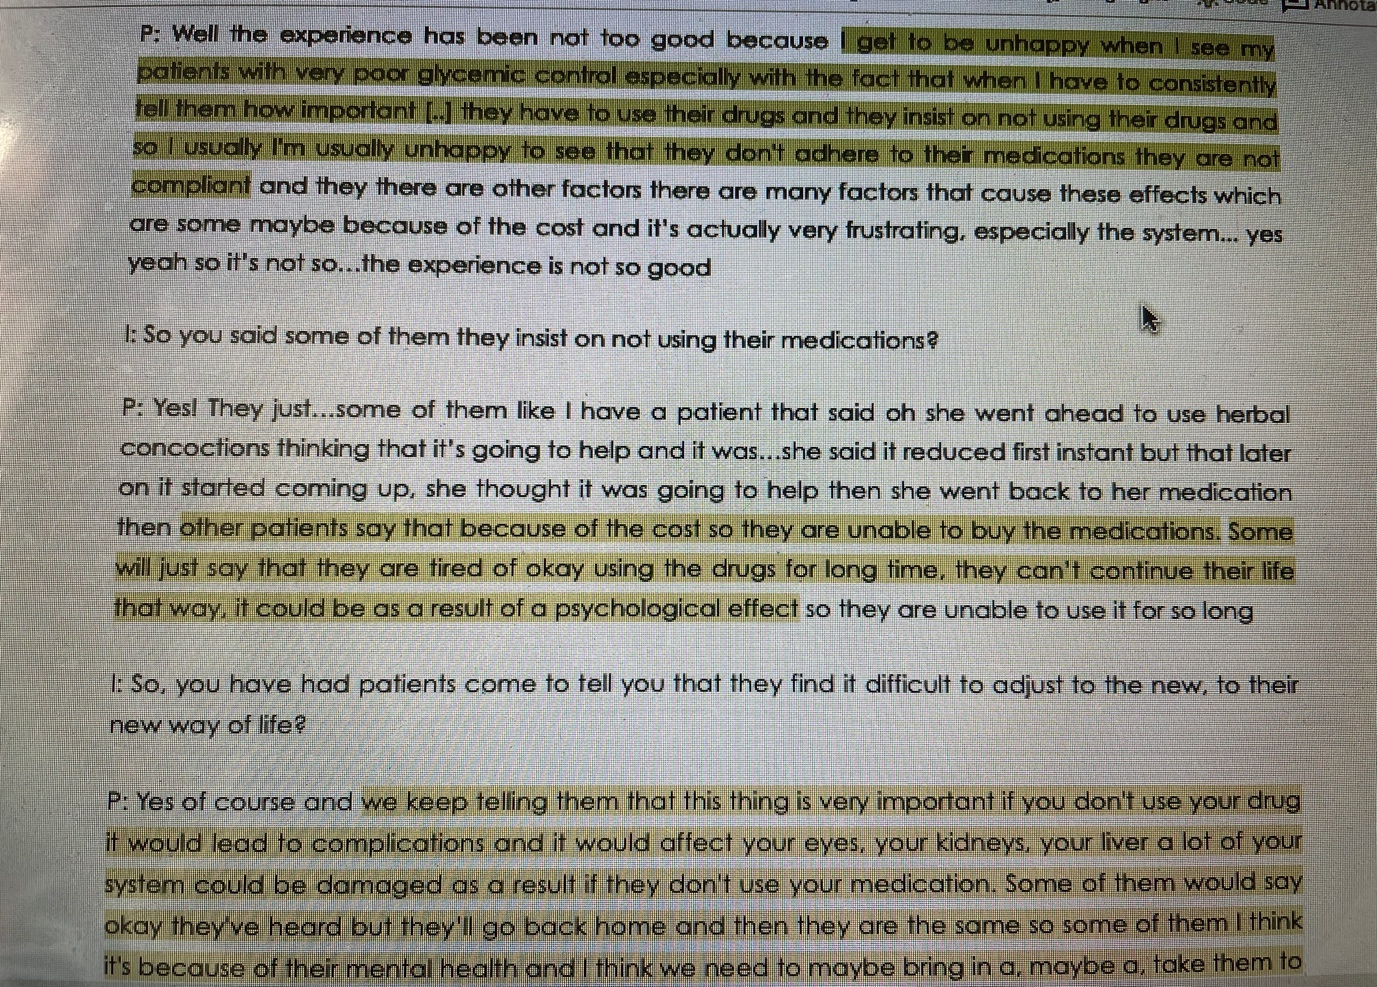 Annota
P: Well the experience has been not too good because I get to be unhappy when I see my
patients with very poor glycemic control especially with the fact that when I have to consistently
tell them how important [..] they have to use their drugs and they insist on not using their drugs and
so I usually I'm usually unhappy to see that they don't adhere to their medications they are not
compliant and they there are other factors there are many factors that cause these effects which
are some maybe because of the cost and it's actually very frustrating, especially the system... yes
yeah so it's not so...the experience is not so good
I: So you said some of them they insist on not using their medications?
P: Yes! They just...some of them like I have a patient that said oh she went ahead to use herbal
concoctions thinking that it's going to help and it was...she said it reduced first instant but that later
on it started coming up, she thought it was going to help then she went back to her medication
then other patients say that because of the cost so they are unable to buy the medications. Some
will just say that they are tired of okay using the drugs for long time, they can't continue their life
that way, it could be as a result of a psychological effect so they are unable to use it for so long
I: So, you have had patients come to tell you that they find it difficult to adjust to the new, to their
new way of life?
P: Yes of course and we keep telling them that this thing is very important if you don't use your drug
it would lead to complications and it would affect your eyes, your kidneys, your liver a lot of your
system could be damaged as a result if they don't use your medication. Some of them would say
okay they've heard but they'll go back home and then they are the same so some of them I think
it's because of their mental health and I think we need to maybe bring in a, maybe a, take them to